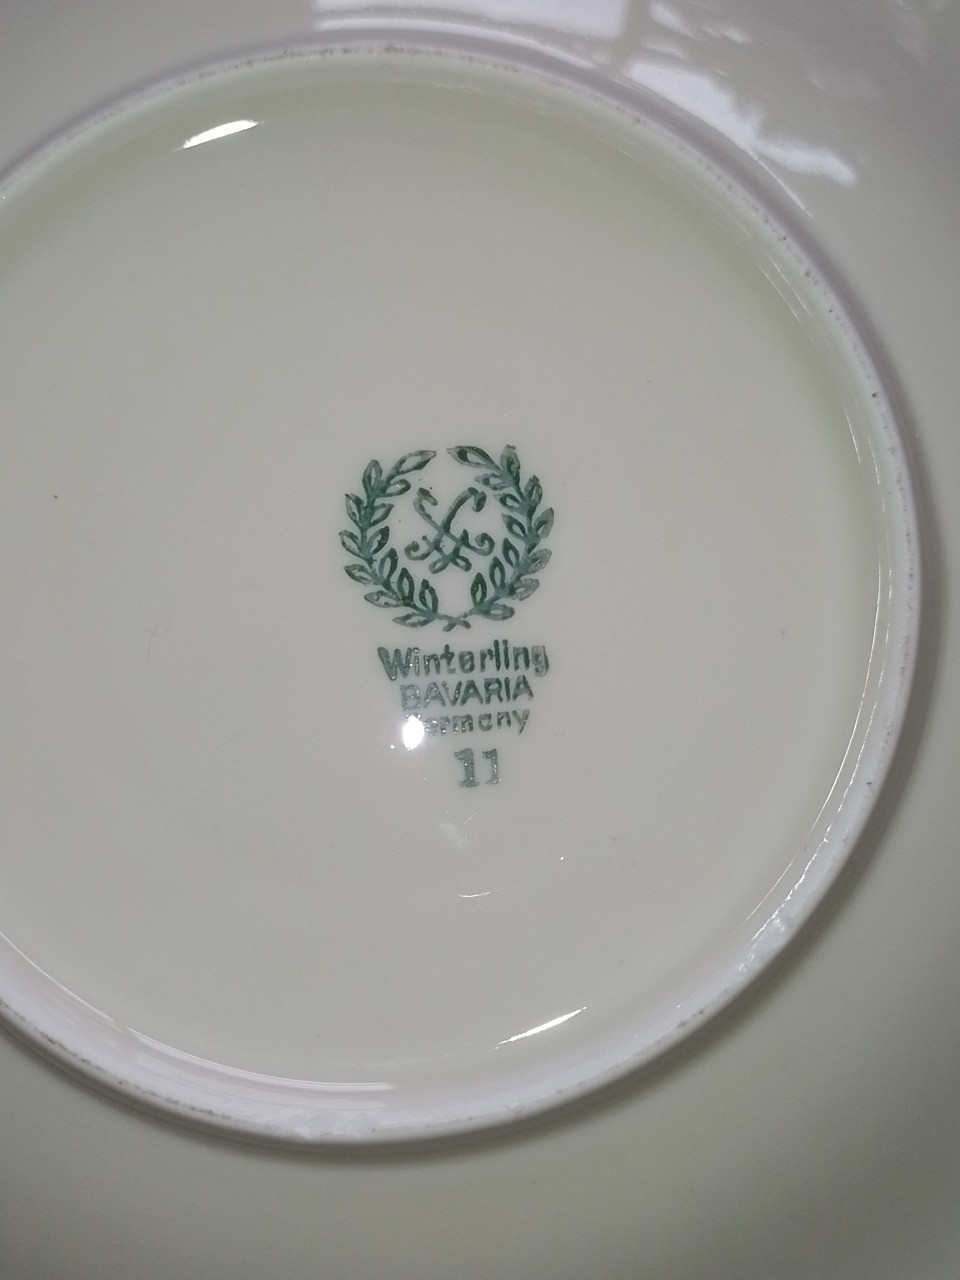 Winterling
BAVARIA
Germany
11